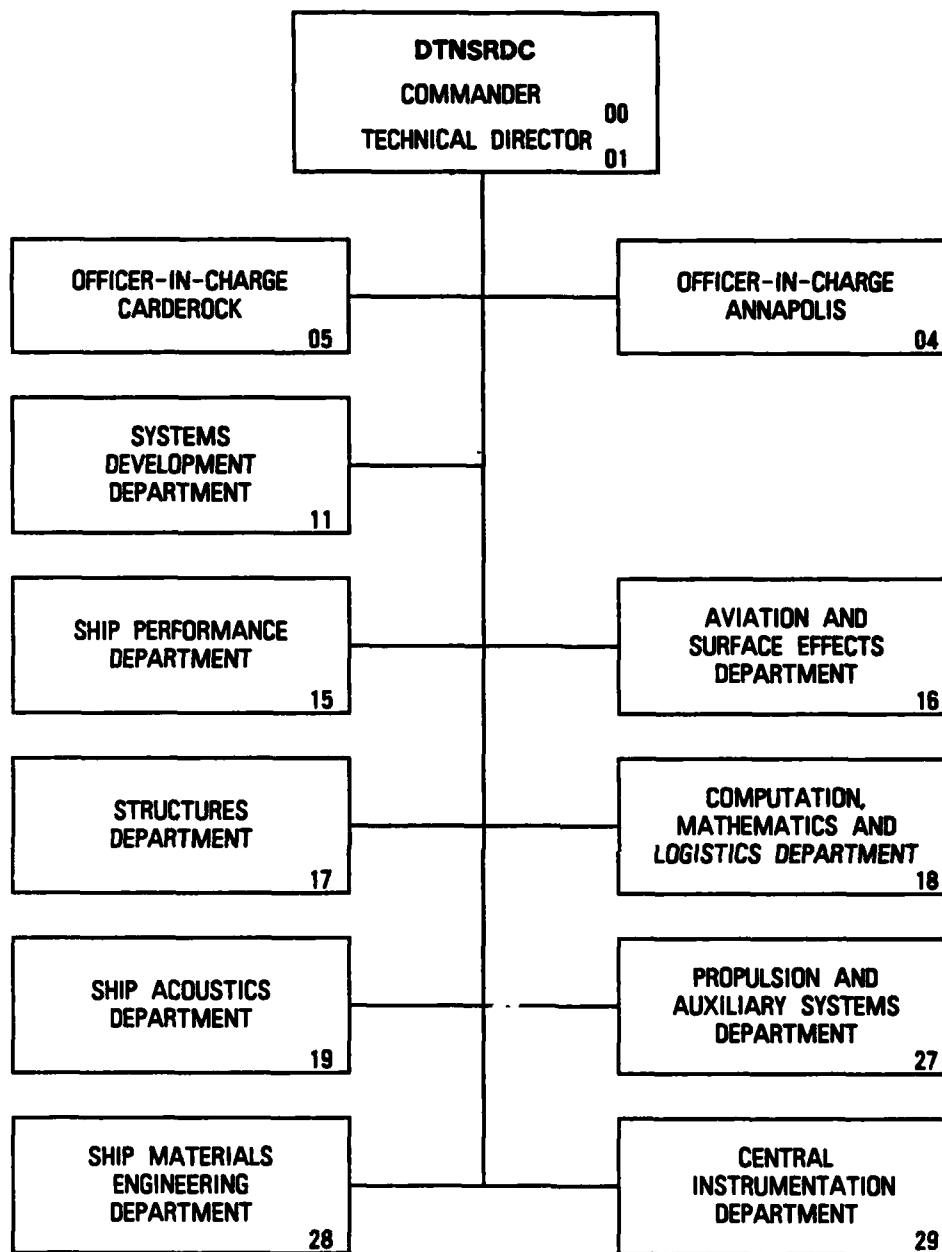 DTNSRDC
COMMANDER
00
TECHNICAL DIRECTOR
01
OFFICER-IN-CHARGE
CARDEROCK
05
OFFICER-IN-CHARGE
ANNAPOLIS
04
SYSTEMS
DEVELOPMENT
DEPARTMENT
11
SHIP PERFORMANCE
DEPARTMENT
15
AVIATION AND
SURFACE EFFECTS
DEPARTMENT
16
STRUCTURES
DEPARTMENT
17
COMPUTATION,
MATHEMATICS AND
LOGISTICS DEPARTMENT
18
SHIP ACOUSTICS
DEPARTMENT
19
PROPULSION AND
AUXILIARY SYSTEMS
DEPARTMENT
27
SHIP MATERIALS
ENGINEERING
DEPARTMENT
28
CENTRAL
INSTRUMENTATION
DEPARTMENT
29